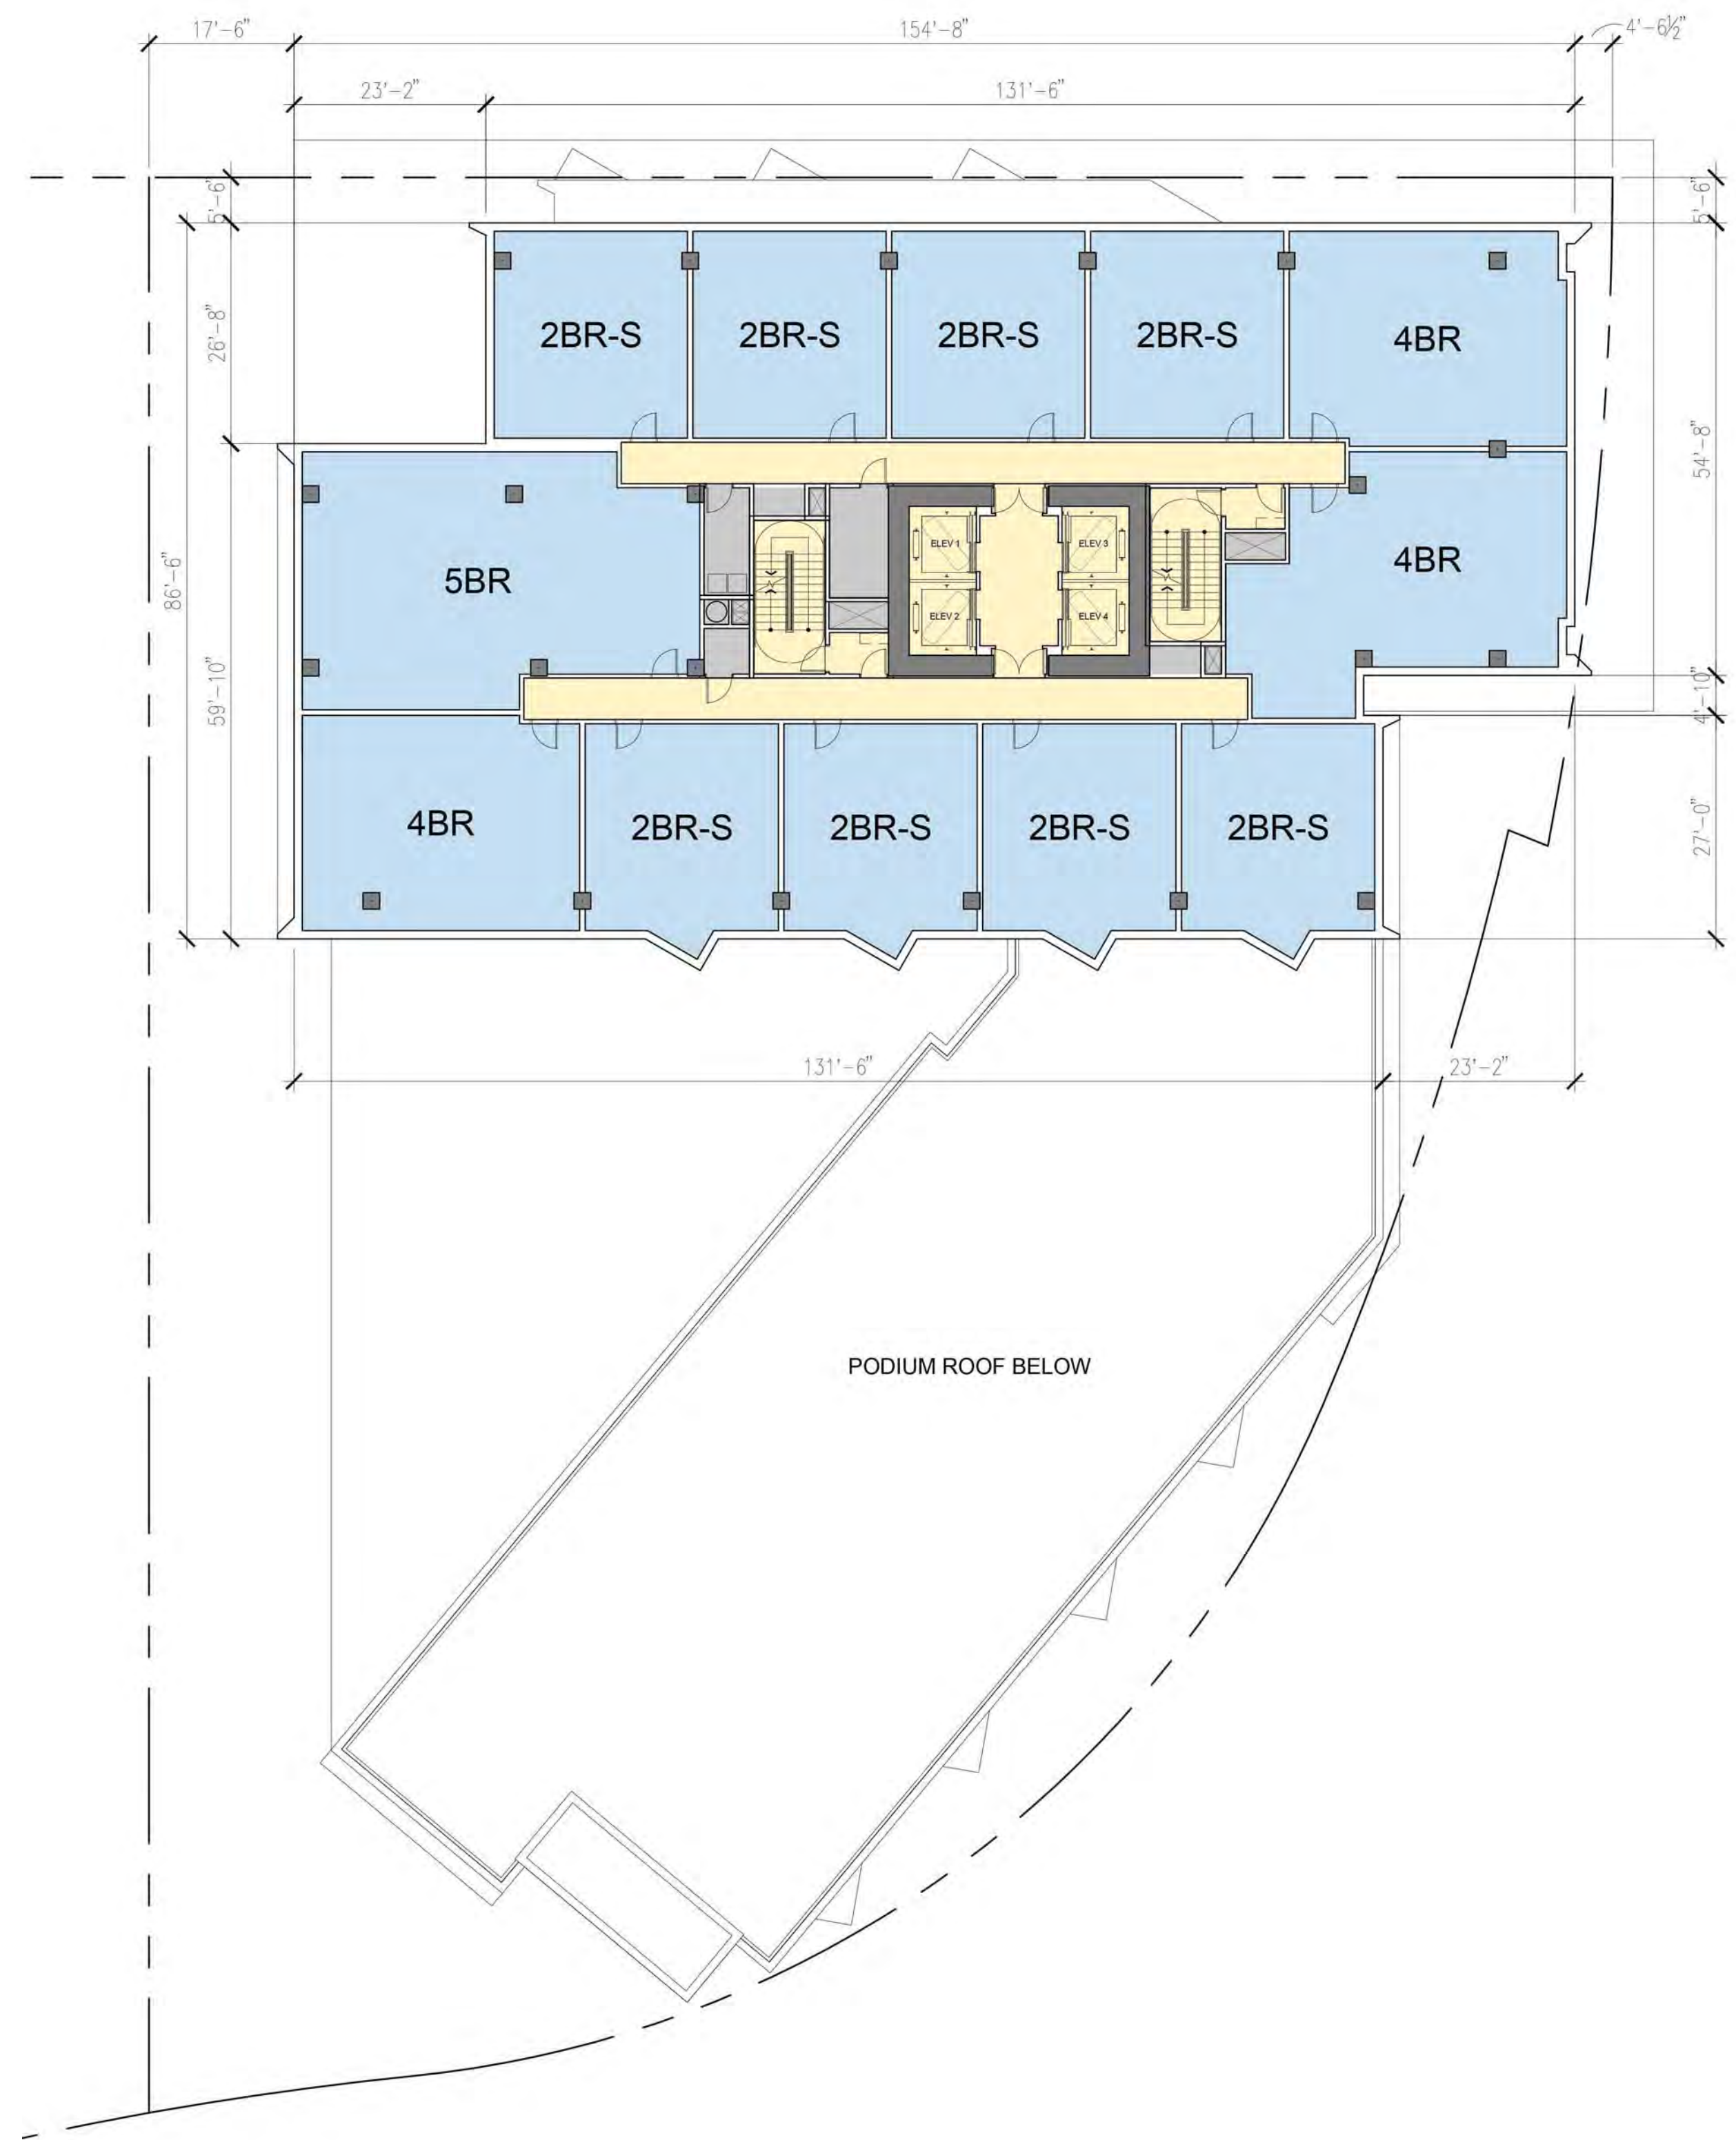 17'-6"
154'-8"
4'-6½"
23'-2"
131'-6"
5'-6"
5'-6"
2BR-S
2BR-S
2BR-S
2BR-S
4BR
26'-8"
54'-8"
86'-6"
5BR
ELEV 1
ELEV 3
4BR
ELEV 2
ELEV 4
59'-10"
4'-10"
4BR
2BR-S
2BR-S
2BR-S
2BR-S
27'-0"
131'-6"
23'-2"
PODIUM ROOF BELOW